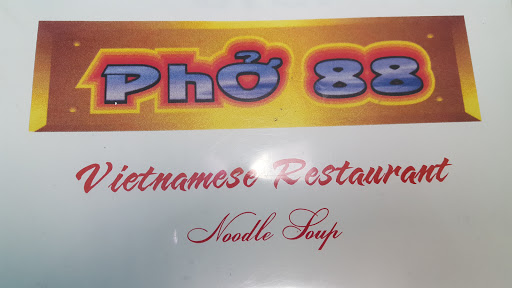 Phở 88
Vietnamese Restaurant
Noodle Soup